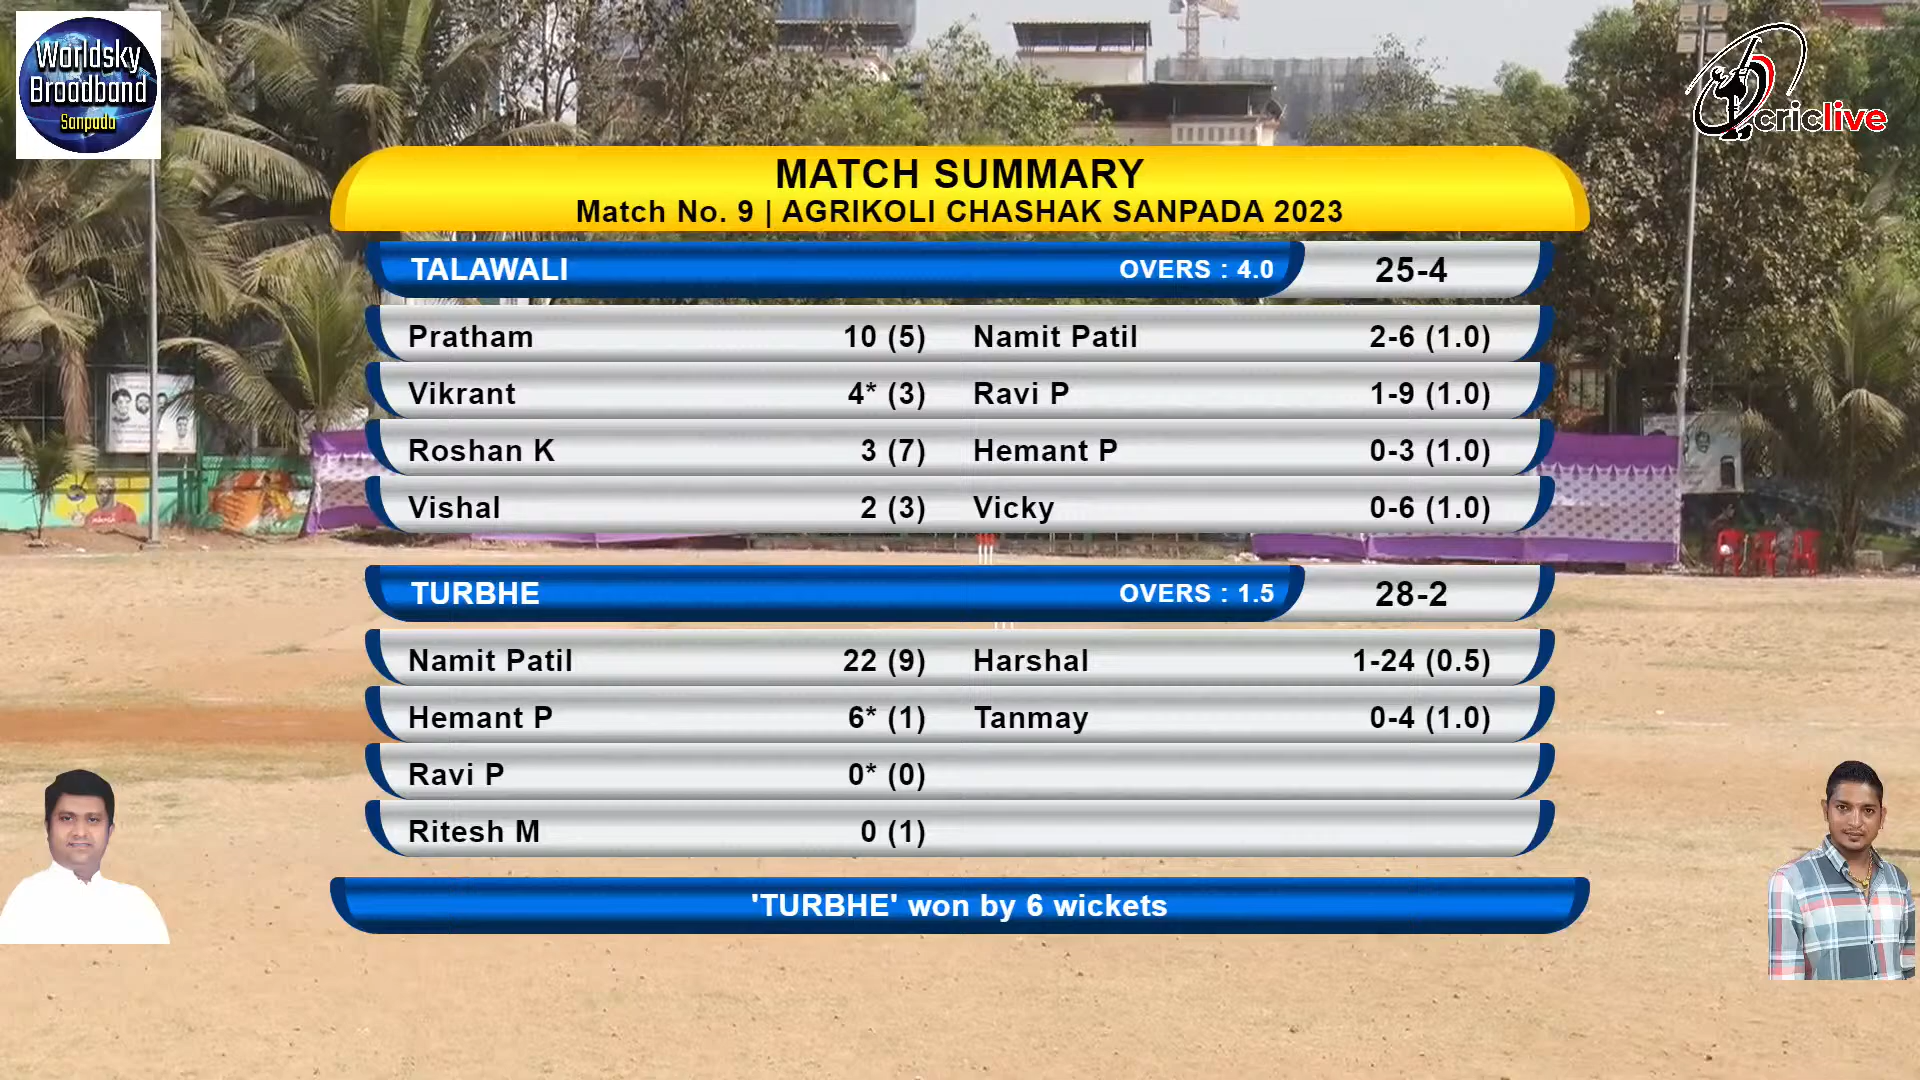 Worldsky
Broadband
Sanpada
criclive
MATCH SUMMARY
Match No. 9 | AGRIKOLI CHASHAK SANPADA 2023
TALAWALI OVERS : 4.0 25-4
Pratham 10 (5) Namit Patil 2-6 (1.0)
Vikrant 4* (3) Ravi P 1-9 (1.0)
Roshan K 3 (7) Hemant P 0-3 (1.0)
Vishal 2 (3) Vicky 0-6 (1.0)
TURBHE OVERS : 1.5 28-2
Namit Patil 22 (9) Harshal 1-24 (0.5)
Hemant P 6* (1) Tanmay 0-4 (1.0)
Ravi P 0* (0)
Ritesh M 0 (1)
'TURBHE' won by 6 wickets